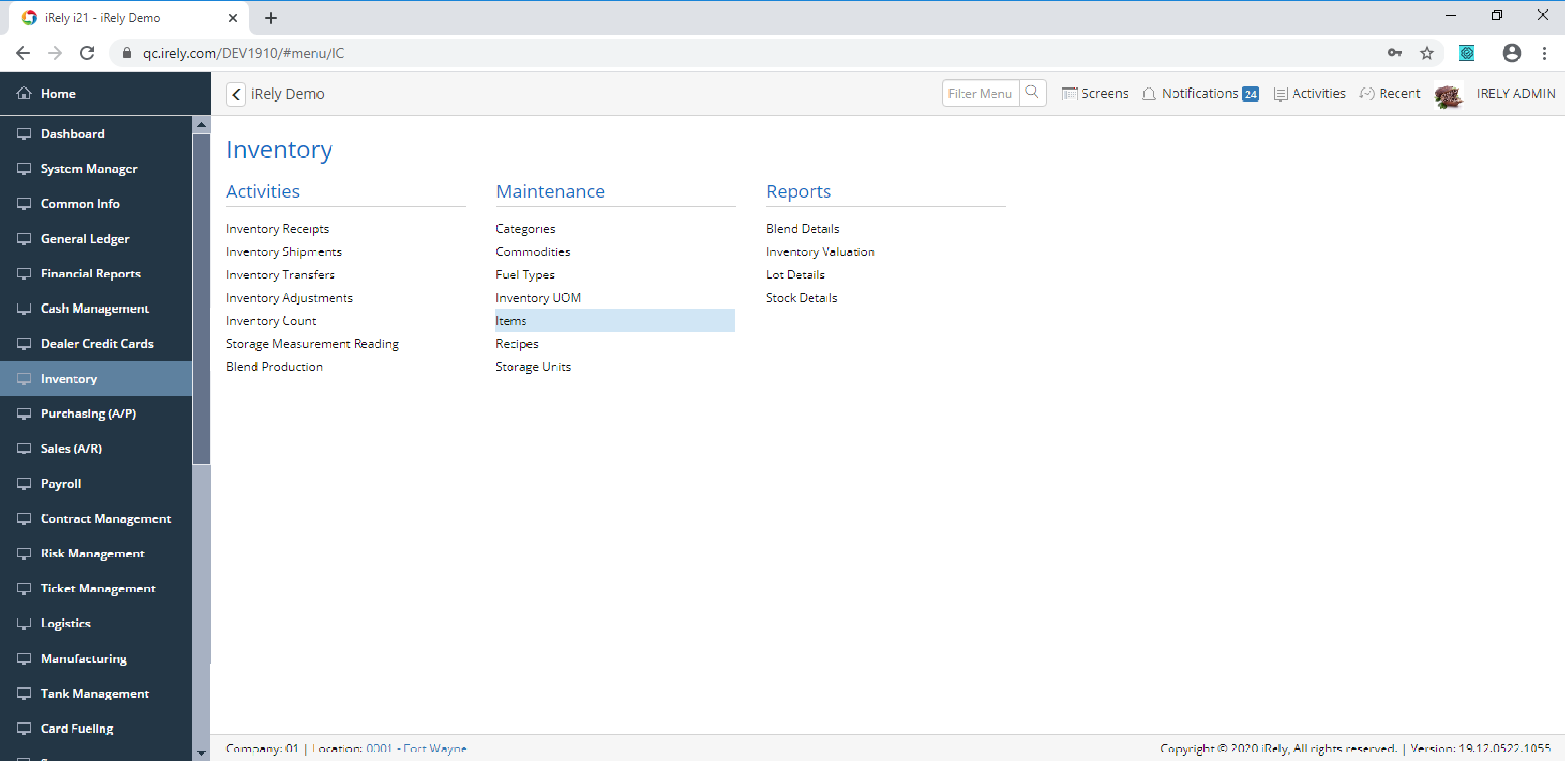 iRely i21 - iRely Demo
qc.irely.com/DEV1910/#menu/IC
Home
iRely Demo
Filter Menu
Screens
Notifications 24
Activities
Recent
IRELY ADMIN
Dashboard
System Manager
Common Info
General Ledger
Financial Reports
Cash Management
Dealer Credit Cards
Inventory
Purchasing (A/P)
Sales (A/R)
Payroll
Contract Management
Risk Management
Ticket Management
Logistics
Manufacturing
Tank Management
Card Fueling
Inventory
Activities
Inventory Receipts
Inventory Shipments
Inventory Transfers
Inventory Adjustments
Inventory Count
Storage Measurement Reading
Blend Production
Maintenance
Categories
Commodities
Fuel Types
Inventory UOM
Items
Recipes
Storage Units
Reports
Blend Details
Inventory Valuation
Lot Details
Stock Details
Company: 01 | Location: 0001 - Fort Wayne
Copyright © 2020 iRely, All rights reserved. | Version: 19.12.0522.1055